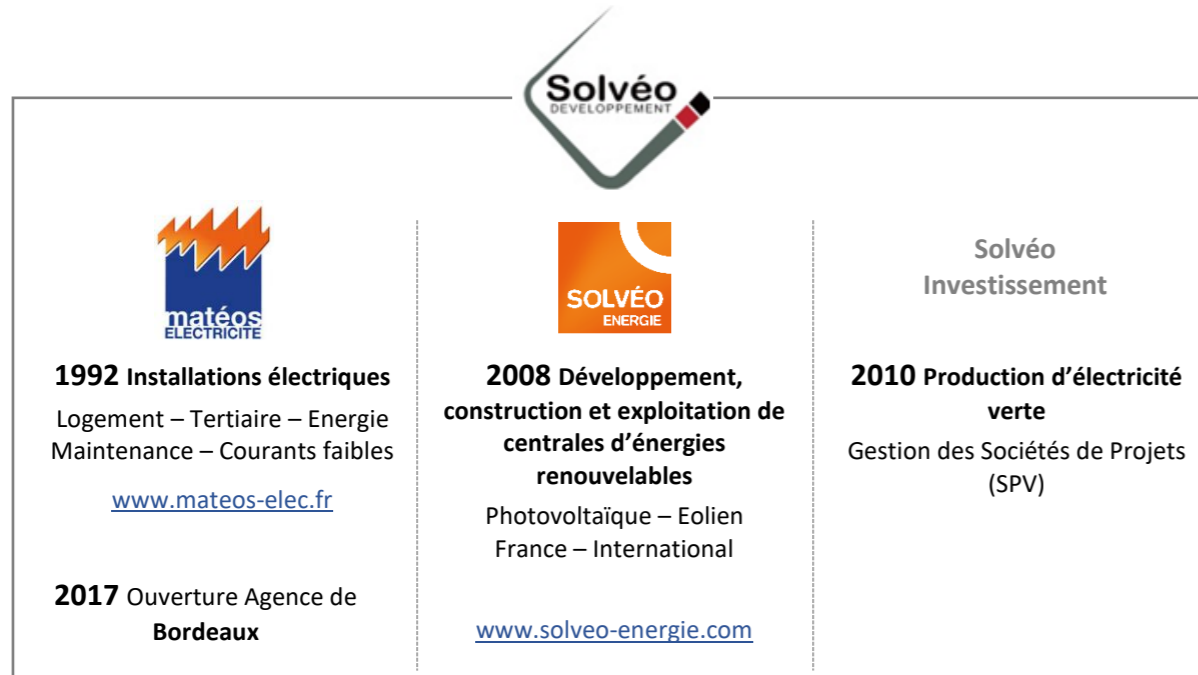 Solvéo
DEVELOPPEMENT
matéos
ELECTRICITE
1992 Installations électriques
Logement – Tertiaire – Energie
Maintenance – Courants faibles
www.mateos-elec.fr
2017 Ouverture Agence de
Bordeaux
SOLVÉO
ENERGIE
2008 Développement,
construction et exploitation de
centrales d’énergies
renouvelables
Photovoltaïque – Eolien
France – International
www.solveo-energie.com
Solvéo
Investissement
2010 Production d’électricité
verte
Gestion des Sociétés de Projets
(SPV)